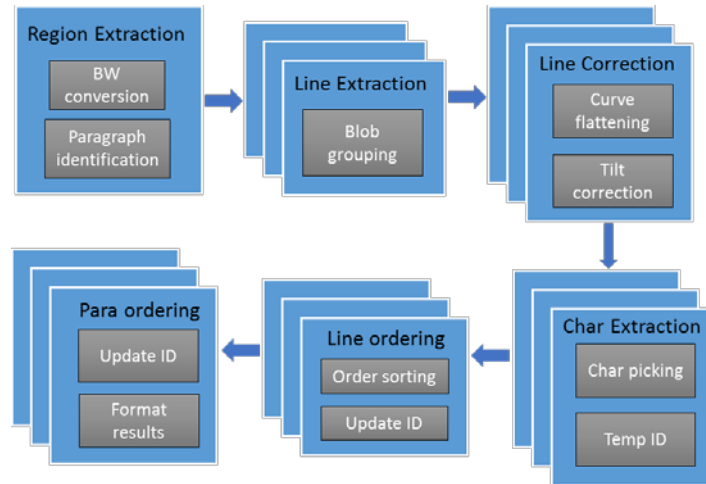 Region Extraction
BW
conversion
Paragraph
identification
Line Extraction
Blob
grouping
Line Correction
Curve
flattening
Tilt
correction
Char Extraction
Char picking
Temp ID
Line ordering
Order sorting
Update ID
Para ordering
Update ID
Format
results